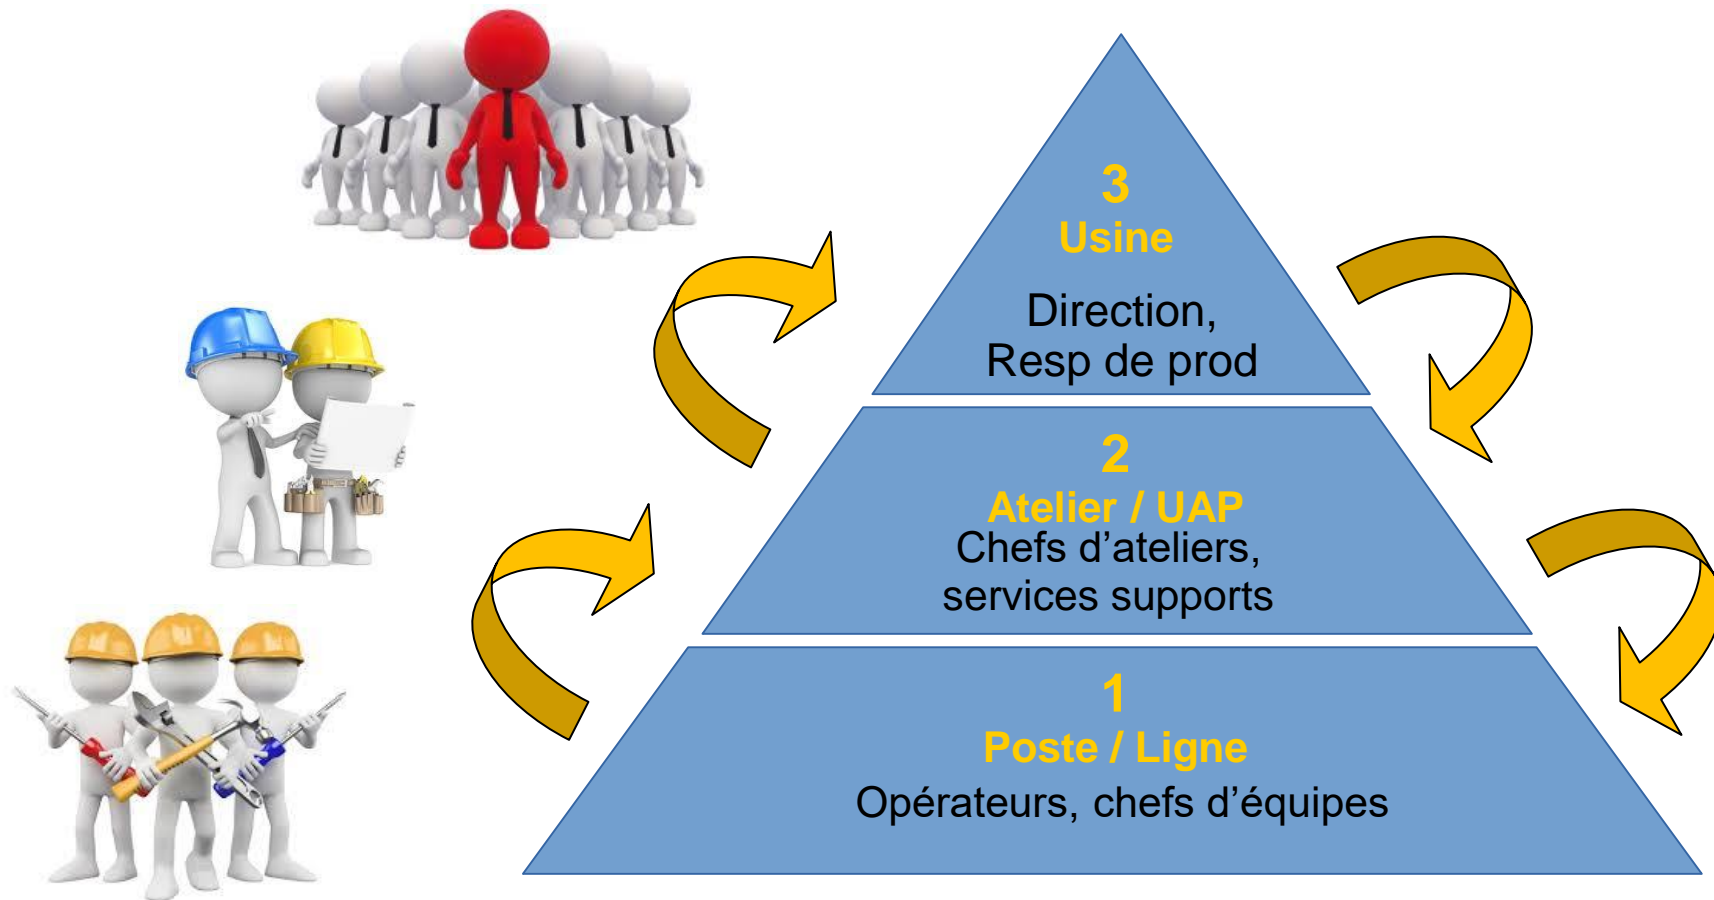 3
Usine
Direction,
Resp de prod
2
Atelier / UAP
Chefs d’ateliers,
services supports
1
Poste / Ligne
Opérateurs, chefs d’équipes